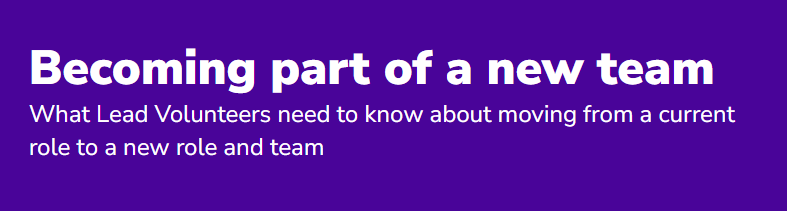 Becoming part of a new team
What Lead Volunteers need to know about moving from a current
role to a new role and team